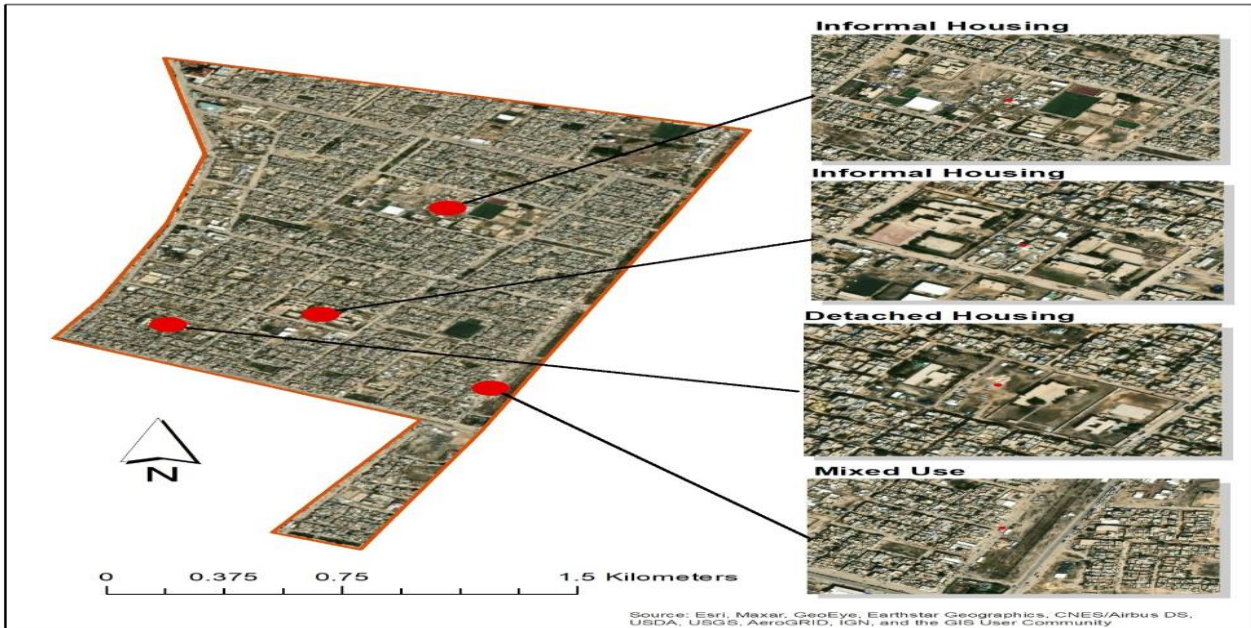 Informal Housing
Informal Housing
Detached Housing
Mixed Use
N
0 0.375 0.75 1.5 Kilometers
Source: Esri, Maxar, GeoEye, Earthstar Geographics, CNES/Airbus DS,
USDA, USGS, AeroGRID, IGN, and the GIS User Community